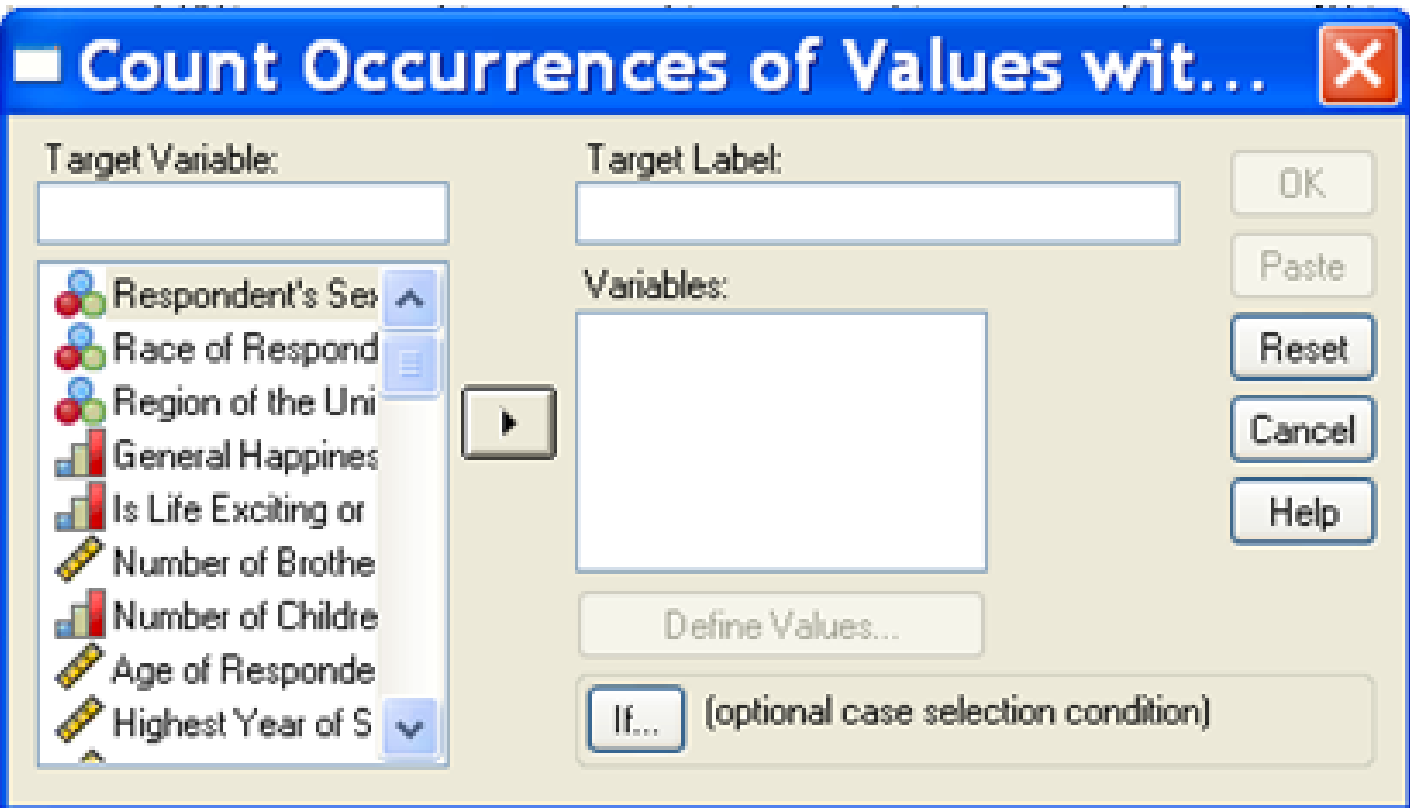 Count Occurrences of Values wit...
Target Variable:
Target Label:
OK
Paste
Reset
Cancel
Help
Respondent's Sex
Race of Respond
Region of the Uni
General Happines
Is Life Exciting or
Number of Brothe
Number of Childre
Age of Responde
Highest Year of S
Variables:
Define Values...
If... (optional case selection condition)